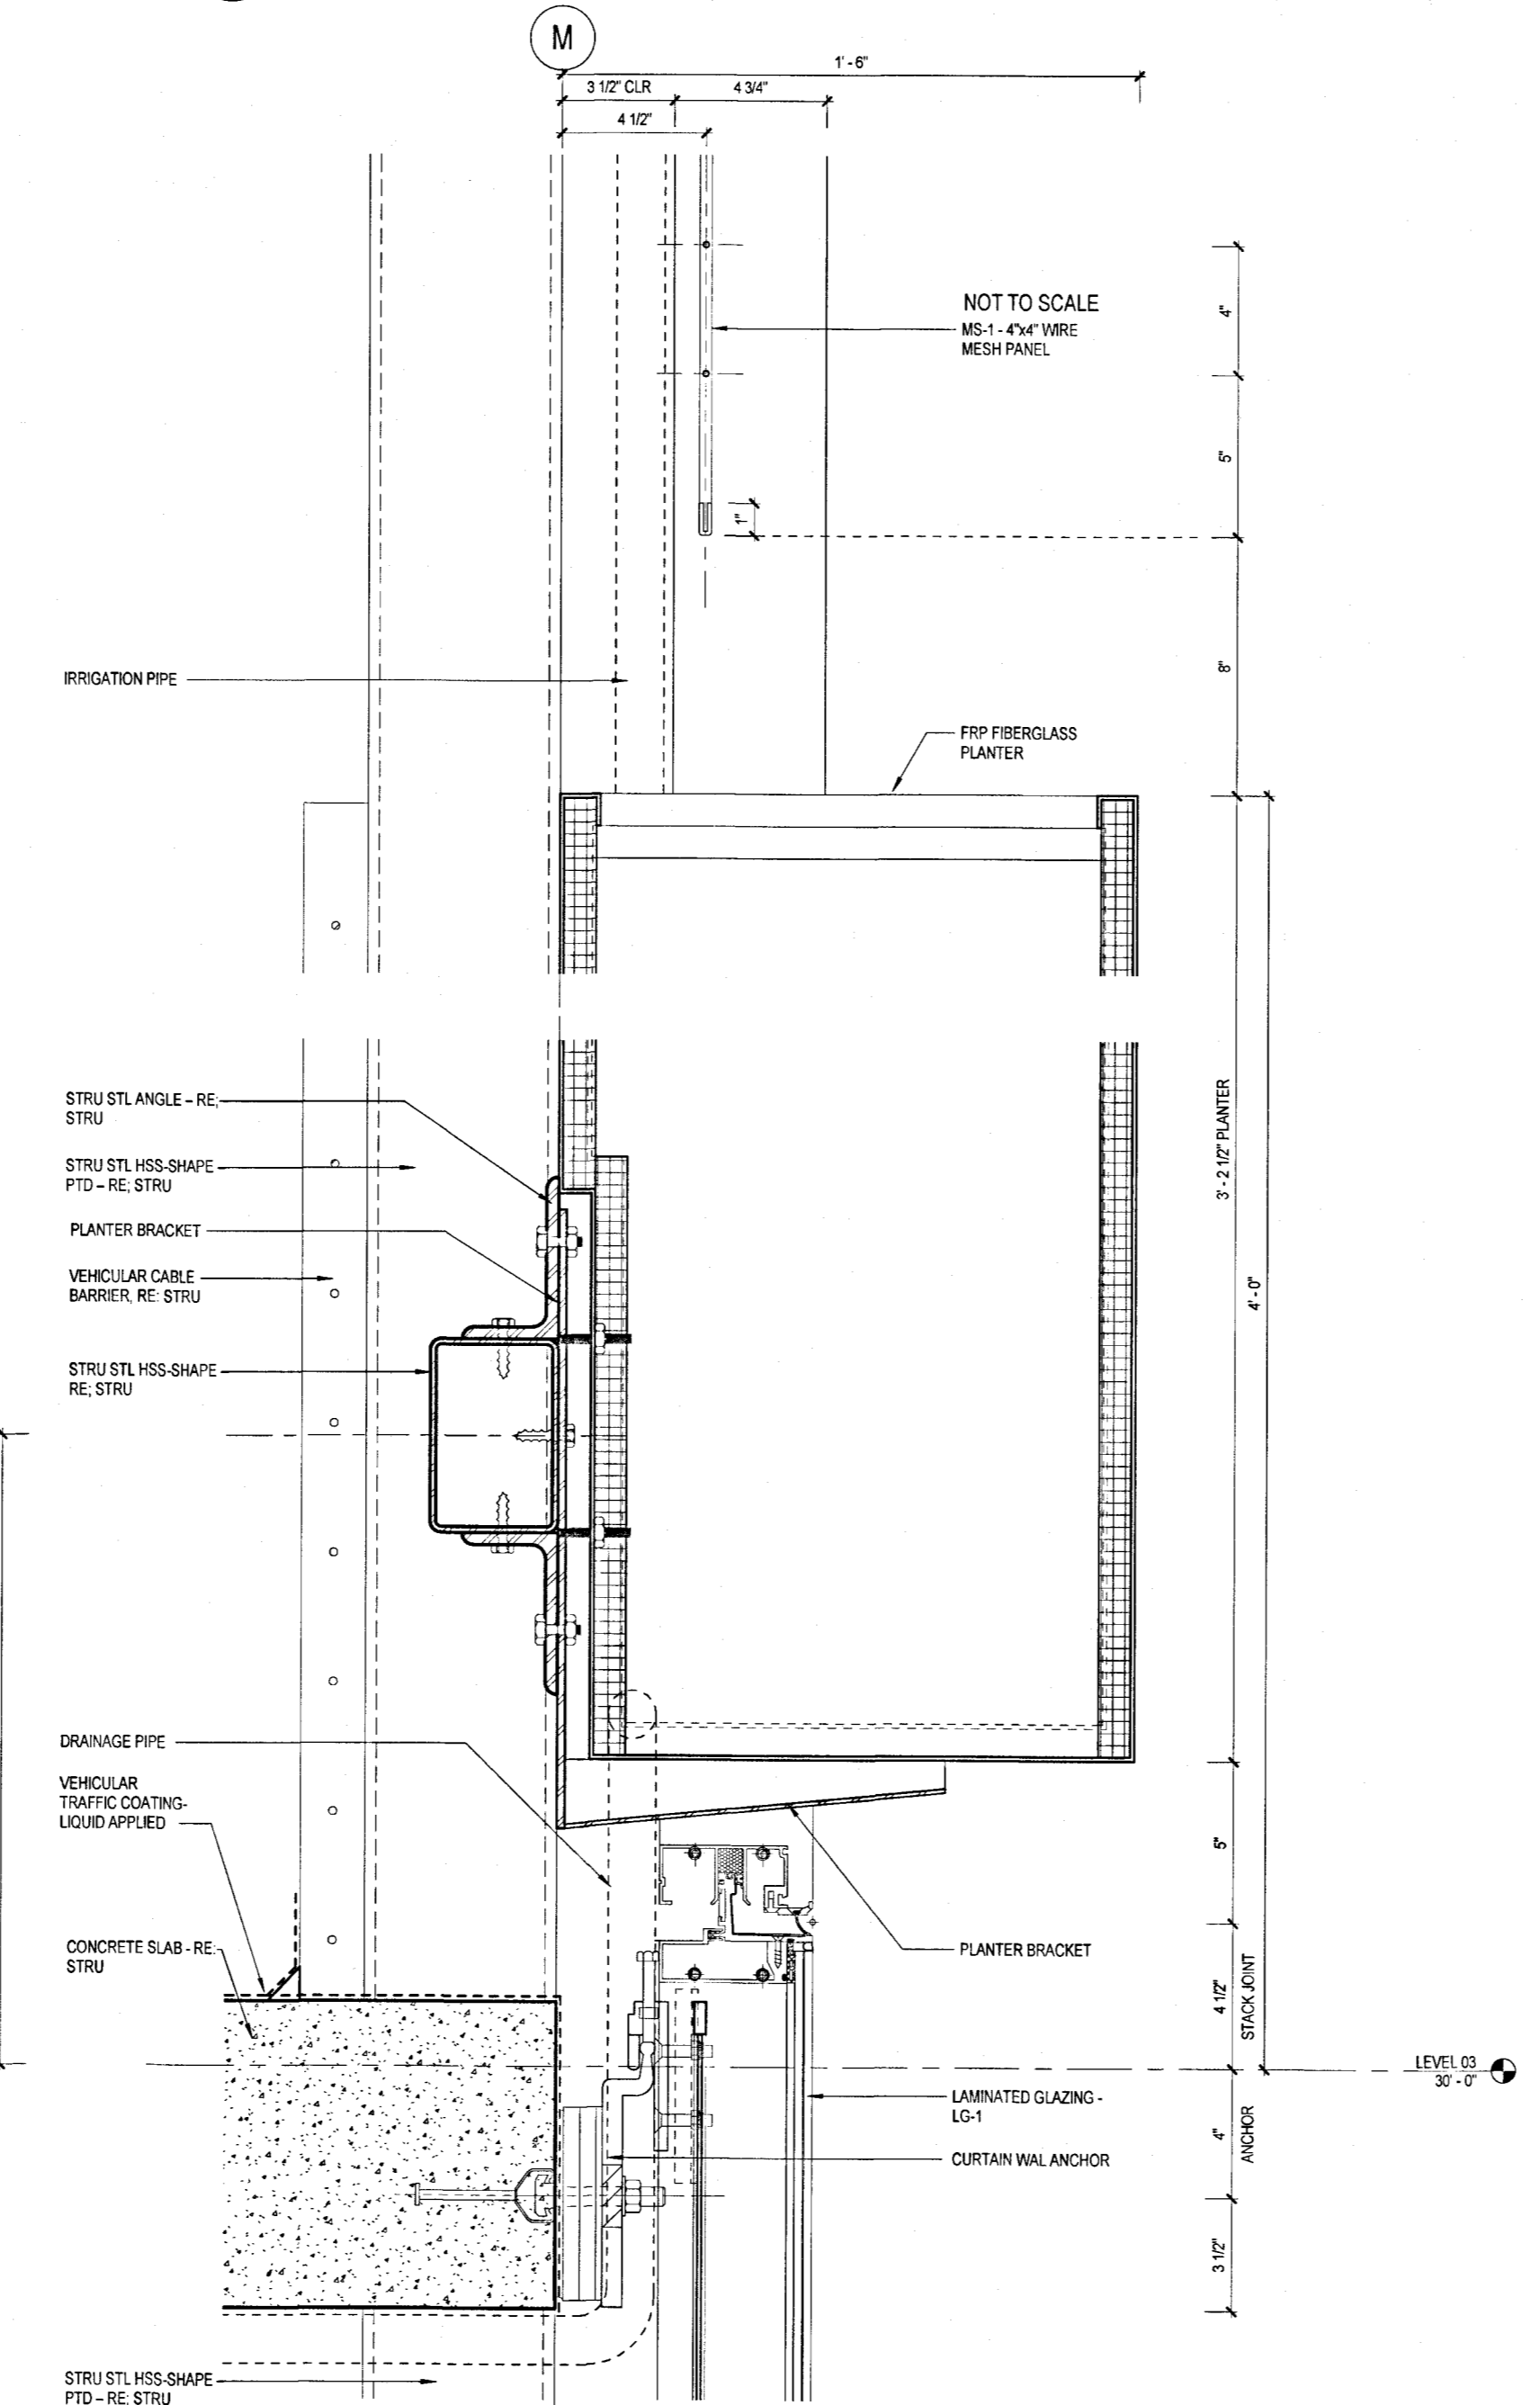 M
1' - 6"
3 1/2" CLR
4 3/4"
4 1/2"
4"
NOT TO SCALE
MS-1 - 4"x4" WIRE
MESH PANEL
5"
1"
8"
IRRIGATION PIPE
FRP FIBERGLASS
PLANTER
STRU STL ANGLE – RE;
STRU
STRU STL HSS-SHAPE
PTD – RE; STRU
3' - 2 1/2" PLANTER
PLANTER BRACKET
VEHICULAR CABLE
BARRIER, RE: STRU
4' - 0"
STRU STL HSS-SHAPE
RE; STRU
DRAINAGE PIPE
VEHICULAR
TRAFFIC COATING-
LIQUID APPLIED
5"
CONCRETE SLAB - RE:
STRU
PLANTER BRACKET
4 1/2"
STACK JOINT
LEVEL 03
30' - 0"
LAMINATED GLAZING -
LG-1
4"
ANCHOR
CURTAIN WAL ANCHOR
3 1/2"
STRU STL HSS-SHAPE
PTD – RE; STRU